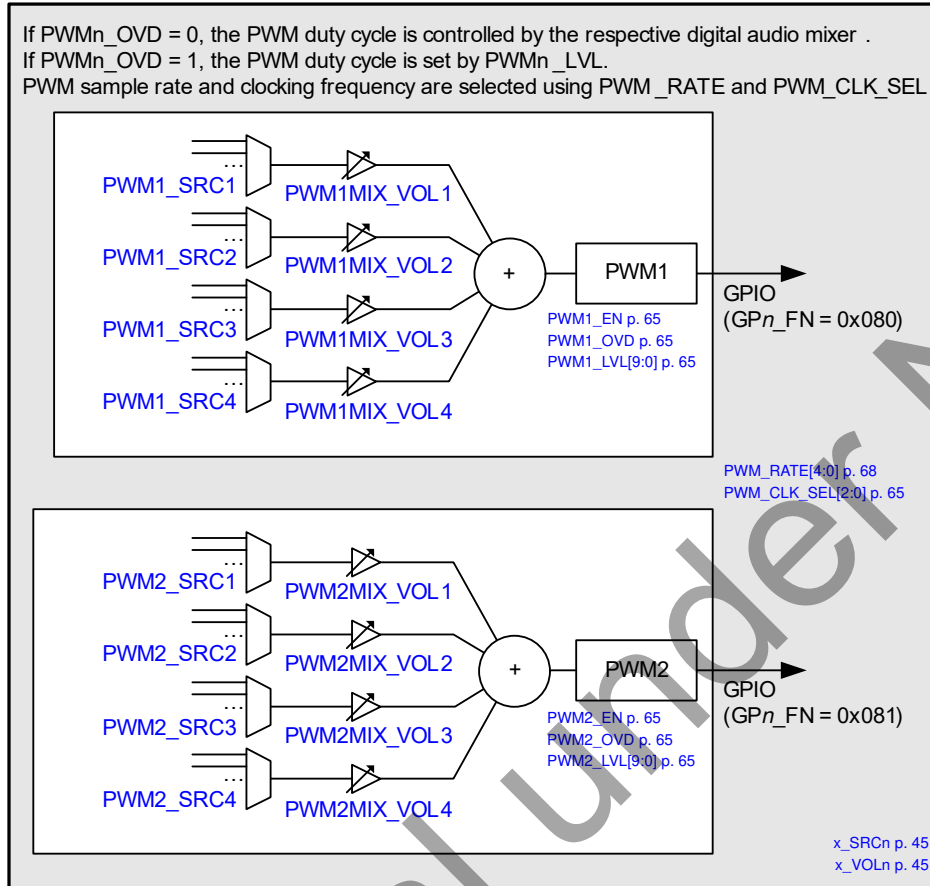 If PWMn_OVD = 0, the PWM duty cycle is controlled by the respective digital audio mixer .
If PWMn_OVD = 1, the PWM duty cycle is set by PWMn _LVL.
PWM sample rate and clocking frequency are selected using PWM _RATE and PWM_CLK_SEL
...
PWM1_SRC1
PWM1MIX_VOL1
...
PWM1_SRC2
PWM1MIX_VOL2
...
PWM1_SRC3
PWM1MIX_VOL3
...
PWM1_SRC4
PWM1MIX_VOL4
+
PWM1
PWM1_EN p. 65
PWM1_OVD p. 65
PWM1_LVL[9:0] p. 65
GPIO
(GPn_FN = 0x080)
PWM_RATE[4:0] p. 68
PWM_CLK_SEL[2:0] p. 65
...
PWM2_SRC1
PWM2MIX_VOL1
...
PWM2_SRC2
PWM2MIX_VOL2
...
PWM2_SRC3
PWM2MIX_VOL3
...
PWM2_SRC4
PWM2MIX_VOL4
+
PWM2
PWM2_EN p. 65
PWM2_OVD p. 65
PWM2_LVL[9:0] p. 65
GPIO
(GPn_FN = 0x081)
x_SRCn p. 45
x_VOLn p. 45
under